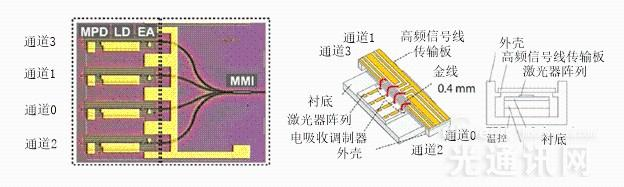 MPD LD EA
通道3
通道1
通道0
通道2
MMI
通道1
通道3
高频信号线
传输板
金线
0.4 mm
衬底
激光器阵列
电吸收调制器
外壳
通道0
通道2
外壳
高频信号线传输板
激光器阵列
温控
衬底
光通讯网